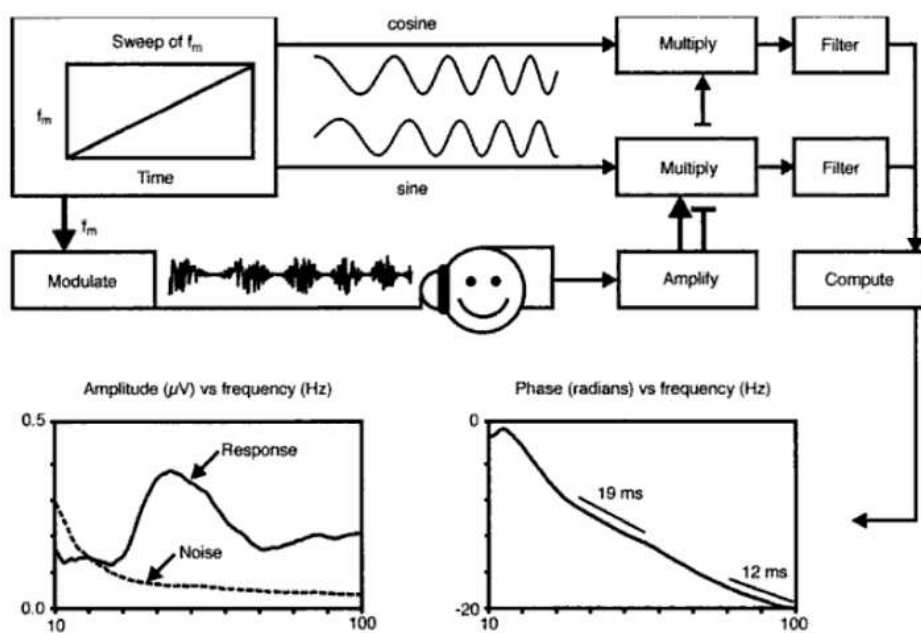 Sweep of fm
fm
Time
cosine
sine
Multiply
Filter
Multiply
Filter
fm
Modulate
Amplify
Compute
Amplitude (µV) vs frequency (Hz)
0.5
Response
Noise
0.0
10
100
Phase (radians) vs frequency (Hz)
-0
19 ms
12 ms
-20
10
100